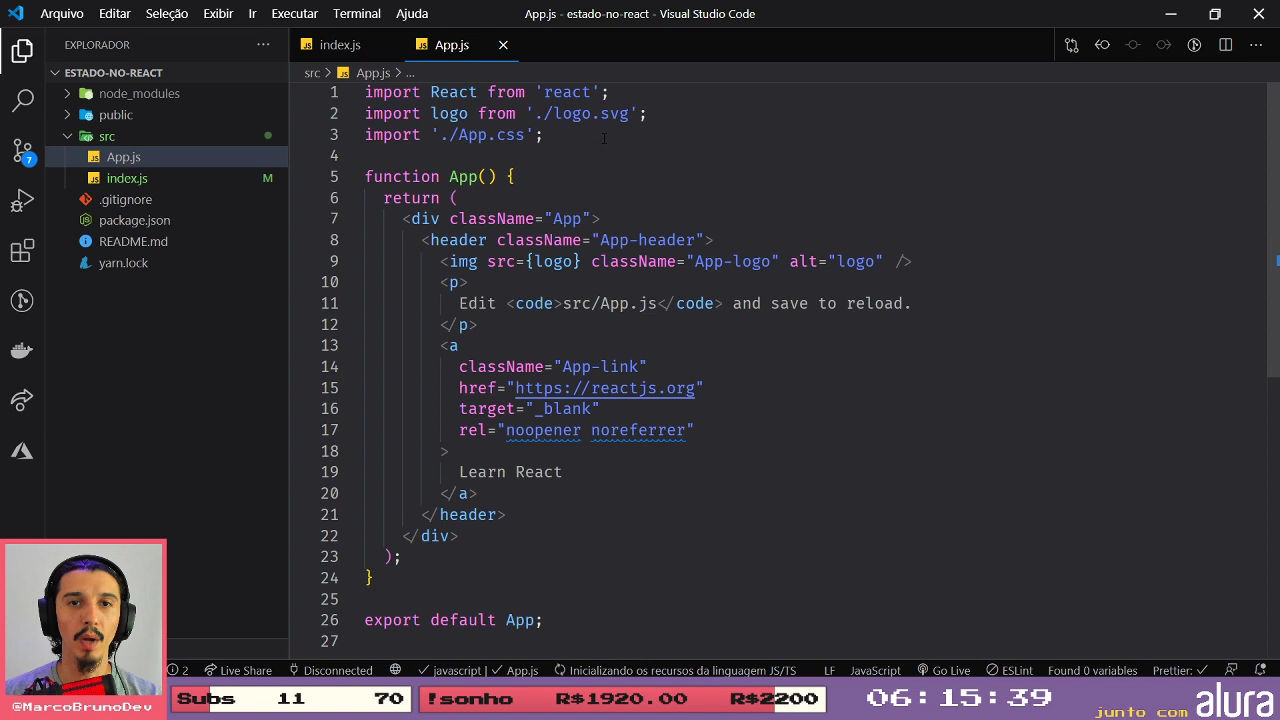 Arquivo Editar Seleção Exibir Ir Executar Terminal Ajuda
App.js - estado-no-react - Visual Studio Code
EXPLORADOR
index.js
App.js
ESTADO-NO-REACT
node_modules
public
src
App.js
index.js M
.gitignore
package.json
README.md
yarn.lock
7
src > App.js > ...
1 import React from 'react';
2 import logo from './logo.svg';
3 import './App.css';
4
5 function App() {
6 return (
7 <div className="App">
8 <header className="App-header">
9 <img src={logo} className="App-logo" alt="logo" />
10 <p>
11 Edit <code>src/App.js</code> and save to reload.
12 </p>
13 <a
14 className="App-link"
15 href="https://reactjs.org"
16 target="_blank"
17 rel="noopener noreferrer"
18 >
19 Learn React
20 </a>
21 </header>
22 </div>
23 );
24 }
25
26 export default App;
27
2 Live Share Disconnected javascript | App.js Inicializando os recursos da linguagem JS/TS LF JavaScript Go Live ESLint Found 0 variables Prettier:
@MarcoBrunoDev
Subs 11 70
!sonho R$1920.00 R$2200
06:15:39
junto com alura